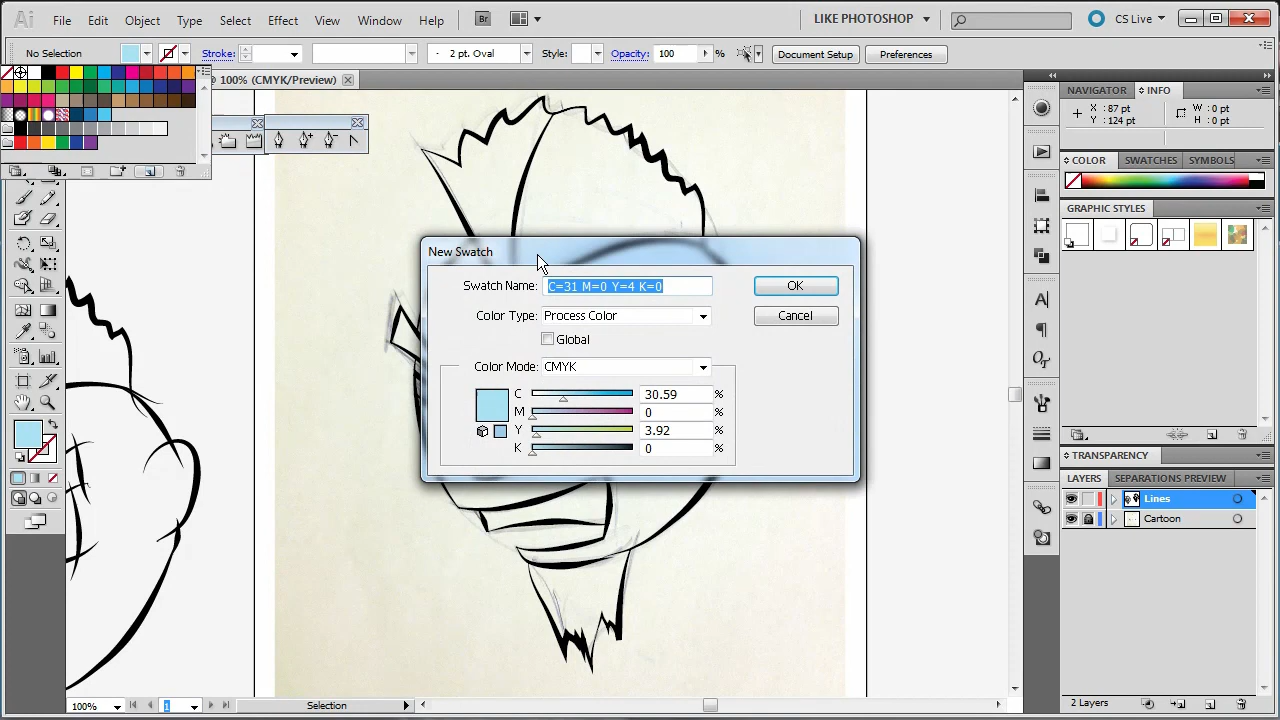 Ai File Edit Object Type Select Effect View Window Help Br LIKE PHOTOSHOP CS Live
No Selection Stroke: 2 pt. Oval Style: Opacity: 100 % Document Setup Preferences
@ 100% (CMYK/Preview)
NAVIGATOR INFO
X: 87 pt W: 0 pt
Y: 124 pt H: 0 pt
COLOR SWATCHES SYMBOLS
GRAPHIC STYLES
New Swatch
Swatch Name: C=31 M=0 Y=4 K=0 OK
Color Type: Process Color Cancel
Global
Color Mode: CMYK
C 30.59 %
M 0 %
Y 3.92 %
K 0 %
TRANSPARENCY
LAYERS SEPARATIONS PREVIEW
Lines
Cartoon
2 Layers
100% 1 Selection